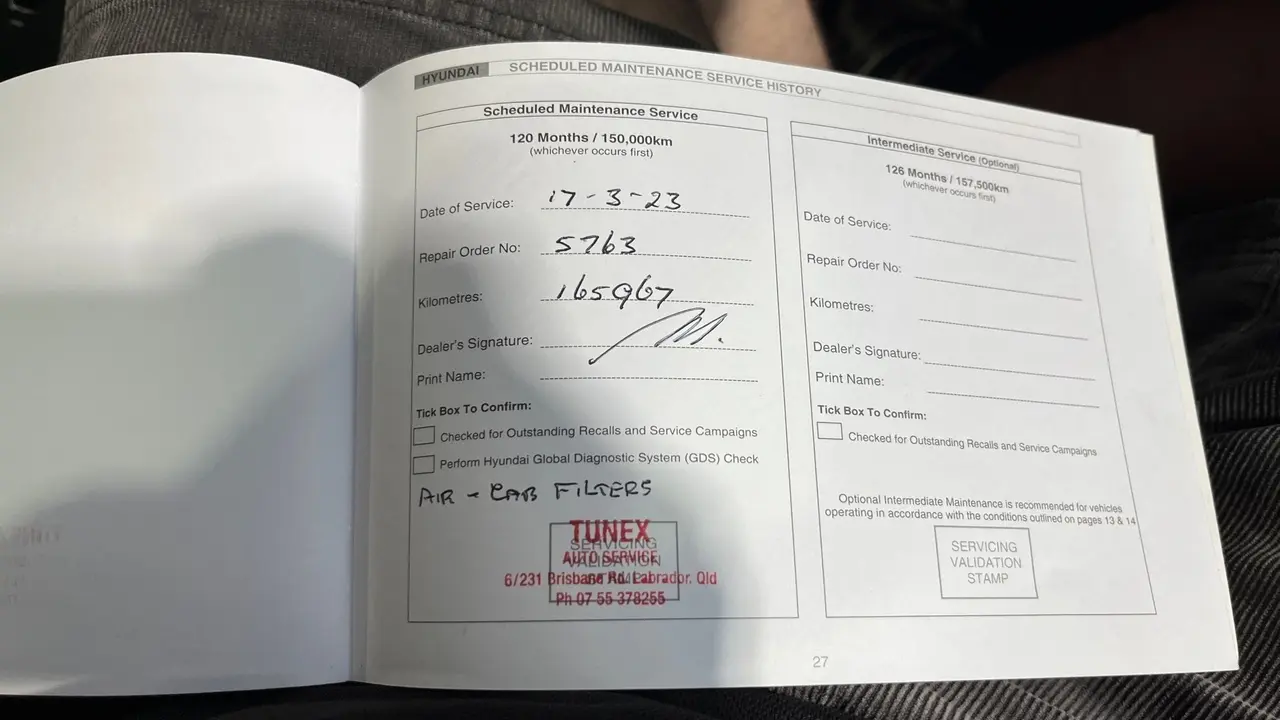 HYUNDAI SCHEDULED MAINTENANCE SERVICE HISTORY
Scheduled Maintenance Service
120 Months / 150,000km
(whichever occurs first)
Date of Service: 17-3-23
Repair Order No: 5763
Kilometres: 165967
Dealer's Signature:
Print Name:
Tick Box To Confirm:
Checked for Outstanding Recalls and Service Campaigns
Perform Hyundai Global Diagnostic System (GDS) Check
AIR - CAB FILTERS
TUNEX
SERVICING
AUTO SERVICE
VALIDATION
6/231 Brisbane Rd. Labrador. Qld
STAMP
Ph 07 55 378255
Intermediate Service (Optional)
126 Months / 157,500km
(whichever occurs first)
Date of Service:
Repair Order No:
Kilometres:
Dealer's Signature:
Print Name:
Tick Box To Confirm:
Checked for Outstanding Recalls and Service Campaigns
Optional Intermediate Maintenance is recommended for vehicles
operating in accordance with the conditions outlined on pages 13 & 14
SERVICING
VALIDATION
STAMP
27